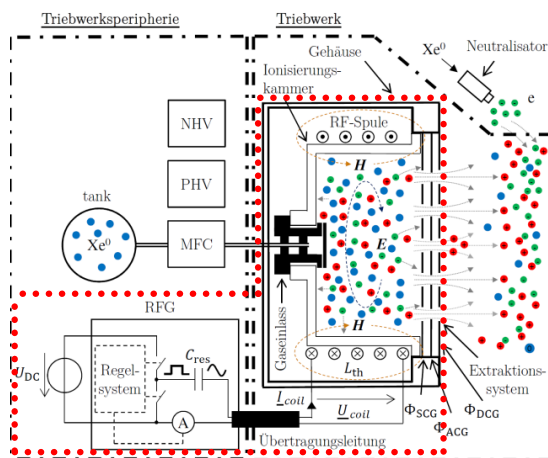 Triebwerksperipherie
Triebwerk
Gehäuse
Ionisierungs-
kammer
Xe⁰
Neutralisator
e
RF-Spule
H
NHV
PHV
MFC
tank
Xe⁰
E
H
Gaseinlass
L_th
RFG
U_DC
Regel-
system
C_res
A
I_coil
U_coil
Übertragungsleitung
Extraktions-
system
Φ_SCG
Φ_ACG
Φ_DCG